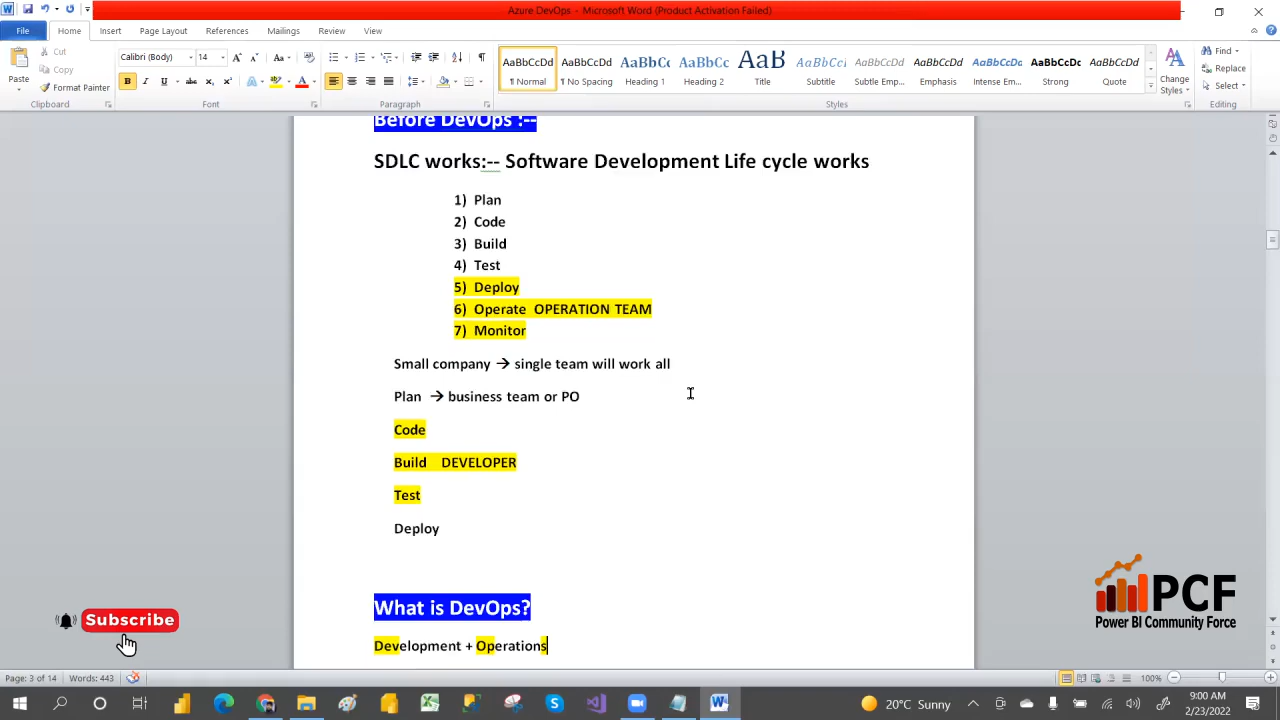 Azure DevOps - Microsoft Word (Product Activation Failed)
File Home Insert Page Layout References Mailings Review View
Paste
Cut
Copy
Format Painter
Clipboard
Calibri (Body) 14
B I U
Font
Paragraph
AaBbCcDd AaBbCcDd AaBbCc AaBbCc AaB AaBbCcI AaBbCcDd AaBbCcDd AaBbCcDd AaBbCcDd AaBbCcDd
¶ Normal ¶ No Spacing Heading 1 Heading 2 Title Subtitle Subtle Emp... Emphasis Intense Em... Strong Quote
Styles
Change
Styles
Find
Replace
Select
Editing
Before DevOps :--
SDLC works:-- Software Development Life cycle works
1) Plan
2) Code
3) Build
4) Test
5) Deploy
6) Operate OPERATION TEAM
7) Monitor
Small company → single team will work all
Plan → business team or PO
Code
Build DEVELOPER
Test
Deploy
What is DevOps?
Development + Operations
Subscribe
PCF
Power BI Community Force
Page: 3 of 14 Words: 443
100%
20°C Sunny
9:00 AM
2/23/2022